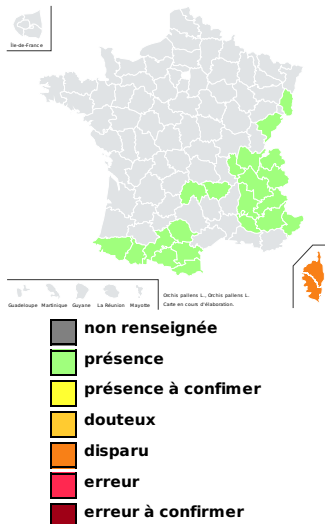 Île-de-France
Guadeloupe Martinique Guyane La Réunion Mayotte
Orchis pallens L., Orchis pallens L.
Carte en cours d'élaboration.
non renseignée
présence
présence à confimer
douteux
disparu
erreur
erreur à confirmer